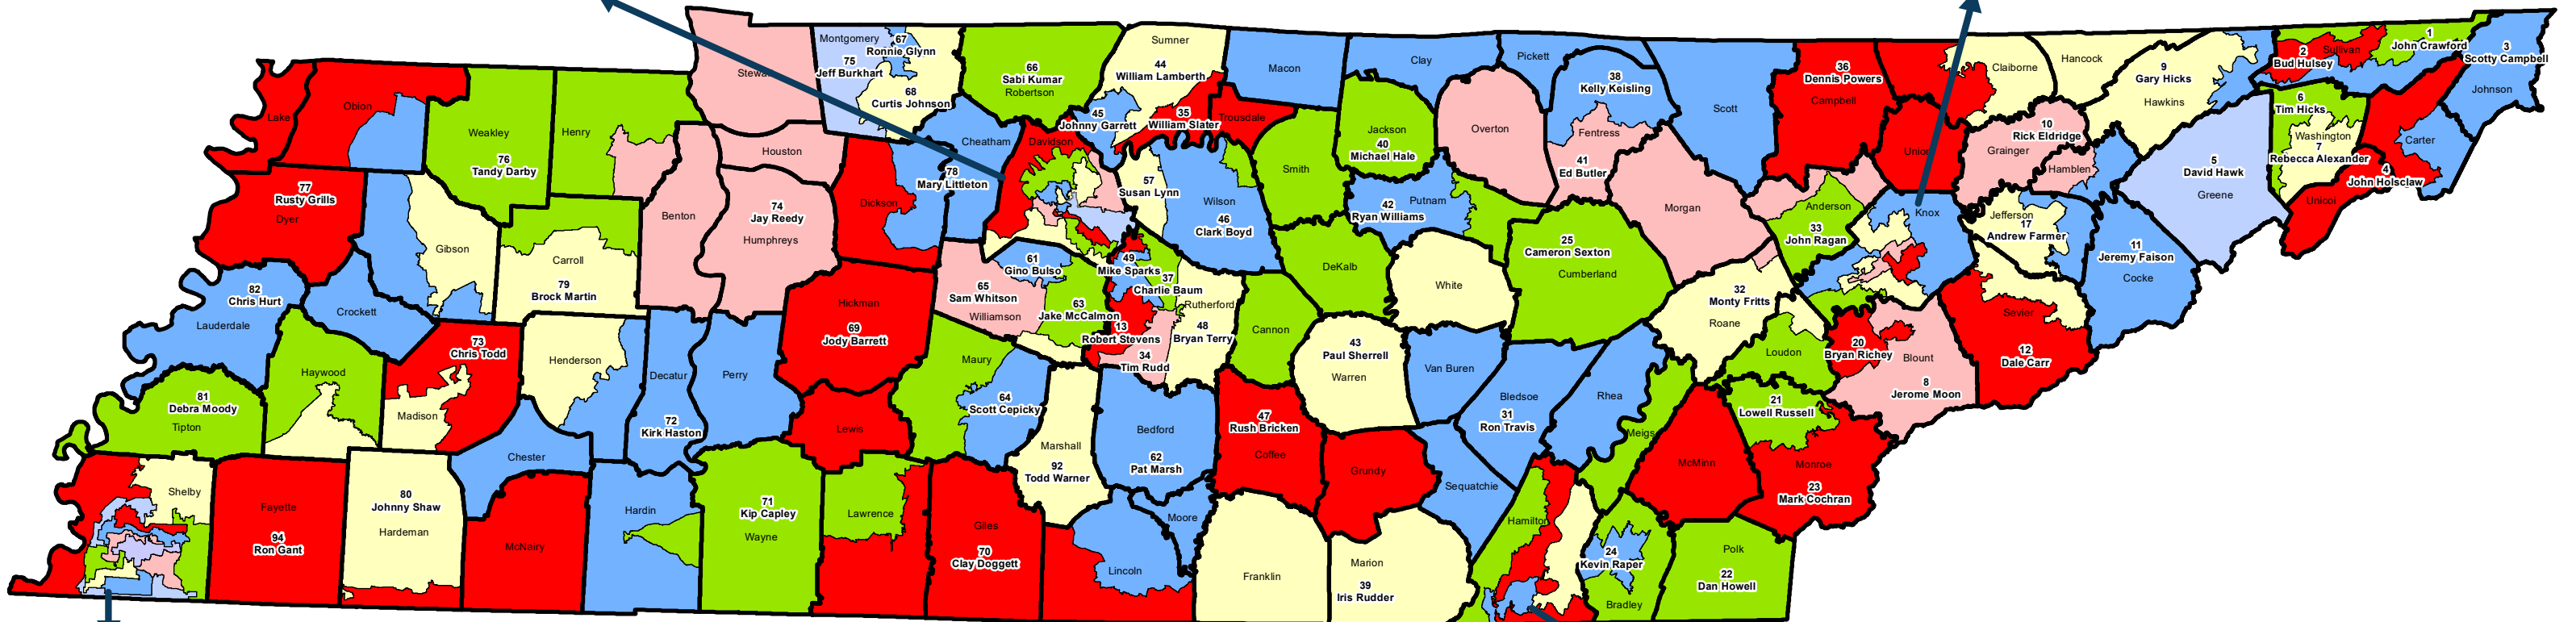 Lake
Obion
77
Rusty Grills
Dyer
Weakley
76
Tandy Darby
Henry
Gibson
Carroll
79
Brock Martin
82
Chris Hurt
Lauderdale
Crockett
Haywood
81
Debra Moody
Tipton
73
Chris Todd
Madison
Henderson
Chester
Shelby
Fayette
94
Ron Gant
80
Johnny Shaw
Hardeman
McNairy
Hardin
Decatur
72
Kirk Haston
Perry
Benton
Houston
74
Jay Reedy
Humphreys
Montgomery
75
Jeff Burkhart
67
Ronnie Glynn
68
Curtis Johnson
66
Sabi Kumar
Robertson
Cheatham
78
Mary Littleton
Dickson
Davidson
Sumner
44
William Lamberth
45
Johnny Garrett
35
William Slater
Trousdale
Macon
57
Susan Lynn
Wilson
46
Clark Boyd
Smith
Hickman
69
Jody Barrett
Lewis
65
Sam Whitson
Williamson
61
Gino Bulso
63
Jake McCalmon
49
Mike Sparks
37
Charlie Baum
Rutherford
13
Robert Stevens
34
Tim Rudd
48
Bryan Terry
Maury
64
Scott Cepicky
Marshall
92
Todd Warner
71
Kip Capley
Wayne
Lawrence
Giles
70
Clay Doggett
Bedford
62
Pat Marsh
Lincoln
Moore
Cannon
DeKalb
47
Rush Bricken
Coffee
Franklin
Grundy
Marion
39
Iris Rudder
43
Paul Sherrell
Warren
White
Van Buren
Clay
Pickett
Jackson
40
Michael Hale
Overton
42
Ryan Williams
Putnam
38
Kelly Keisling
Fentress
41
Ed Butler
Scott
Morgan
25
Cameron Sexton
Cumberland
Bledsoe
31
Ron Travis
Rhea
Sequatchie
Hamilton
Meigs
McMinn
24
Kevin Raper
Bradley
Polk
22
Dan Howell
36
Dennis Powers
Campbell
Union
Claiborne
Hancock
Anderson
33
John Ragan
Knox
32
Monty Fritts
Roane
Loudon
20
Bryan Richey
Blount
8
Jerome Moon
21
Lowell Russell
Monroe
23
Mark Cochran
9
Gary Hicks
Hawkins
10
Rick Eldridge
Grainger
Hamblen
Jefferson
17
Andrew Farmer
Sevier
12
Dale Carr
11
Jeremy Faison
Cocke
5
David Hawk
Greene
2
Sullivan
Bud Hulsey
1
John Crawford
3
Scotty Campbell
Johnson
6
Tim Hicks
Washington
7
Rebecca Alexander
Carter
4
John Holsclaw
Unicoi